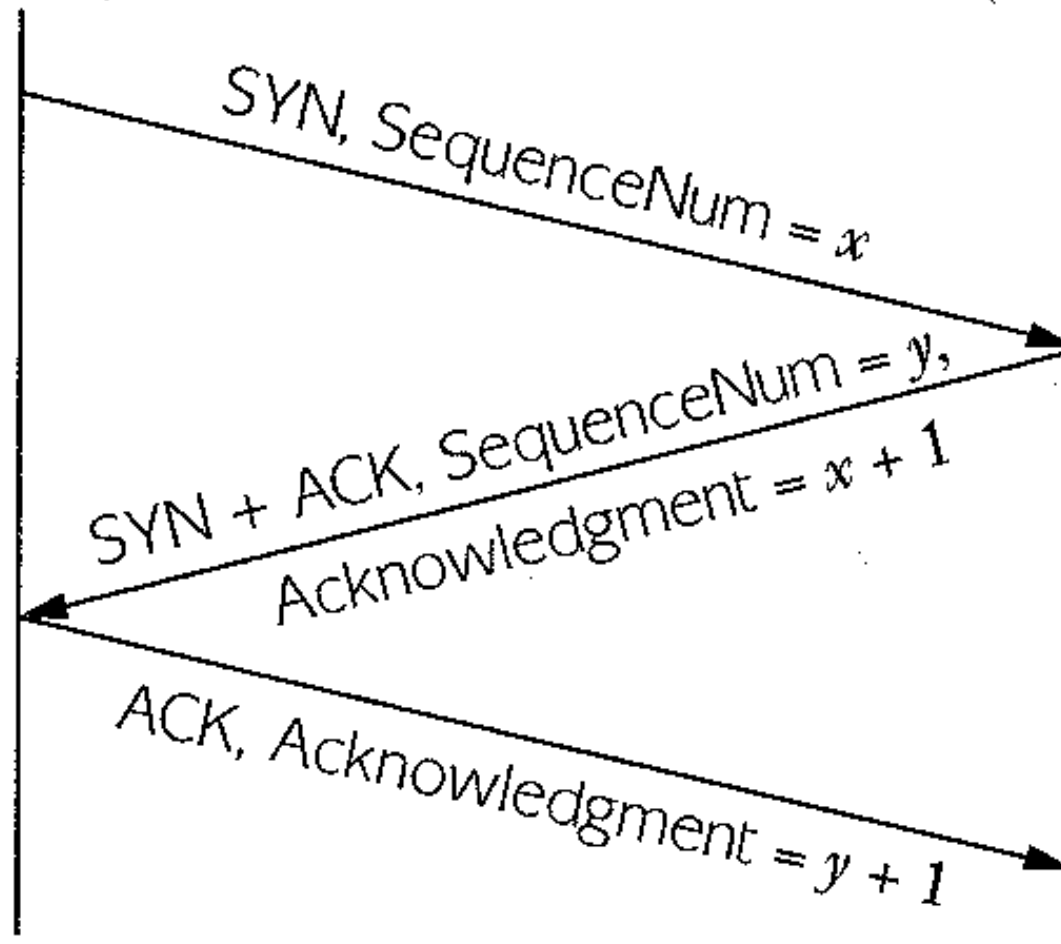 SYN, SequenceNum = x
SYN + ACK, SequenceNum = y,
Acknowledgment = x + 1
ACK, Acknowledgment = y + 1